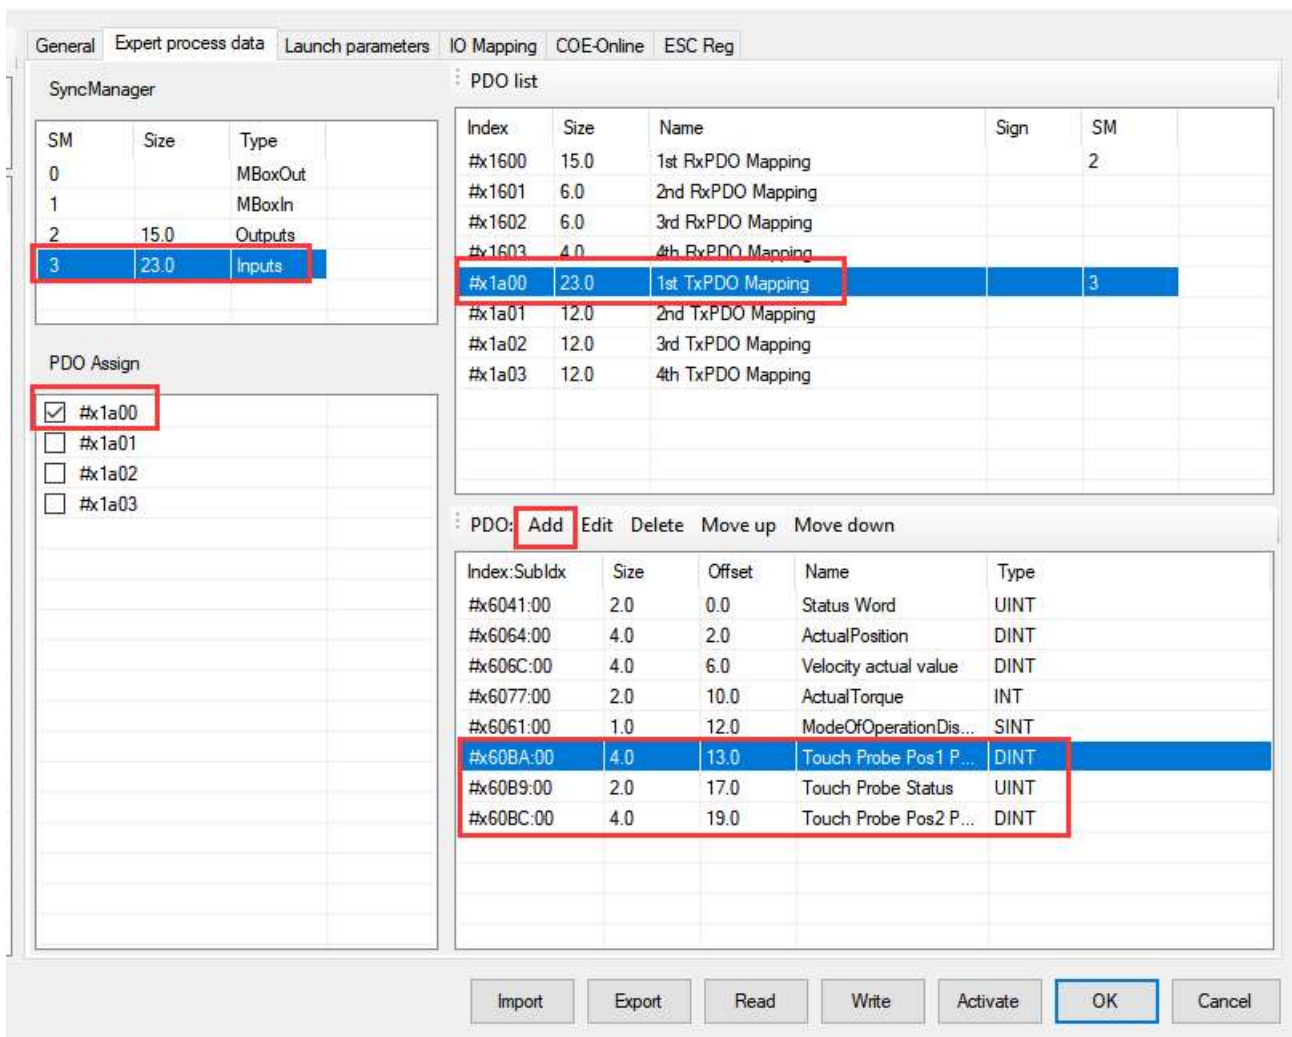 General Expert process data Launch parameters IO Mapping COE-Online ESC Reg
SyncManager
SM Size Type
0 MBoxOut
1 MBoxIn
2 15.0 Outputs
3 23.0 Inputs
PDO Assign
#x1a00
#x1a01
#x1a02
#x1a03
PDO list
Index Size Name Sign SM
#x1600 15.0 1st RxPDO Mapping 2
#x1601 6.0 2nd RxPDO Mapping
#x1602 6.0 3rd RxPDO Mapping
#x1603 4.0 4th RxPDO Mapping
#x1a00 23.0 1st TxPDO Mapping 3
#x1a01 12.0 2nd TxPDO Mapping
#x1a02 12.0 3rd TxPDO Mapping
#x1a03 12.0 4th TxPDO Mapping
PDO: Add Edit Delete Move up Move down
Index:SubIdx Size Offset Name Type
#x6041:00 2.0 0.0 Status Word UINT
#x6064:00 4.0 2.0 ActualPosition DINT
#x606C:00 4.0 6.0 Velocity actual value DINT
#x6077:00 2.0 10.0 ActualTorque INT
#x6061:00 1.0 12.0 ModeOfOperationDis... SINT
#x60BA:00 4.0 13.0 Touch Probe Pos1 P... DINT
#x60B9:00 2.0 17.0 Touch Probe Status UINT
#x60BC:00 4.0 19.0 Touch Probe Pos2 P... DINT
Import Export Read Write Activate OK Cancel